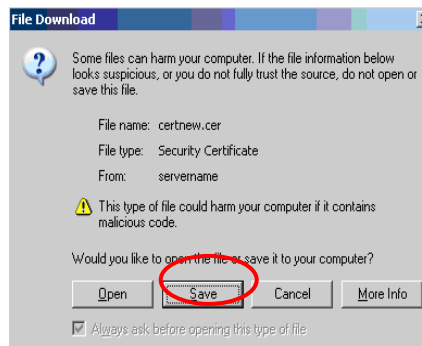 File Download
Some files can harm your computer. If the file information below
looks suspicious, or you do not fully trust the source, do not open or
save this file.
File name: certnew.cer
File type: Security Certificate
From: servername
This type of file could harm your computer if it contains
malicious code.
Would you like to open the file or save it to your computer?
Open Save Cancel More Info
Always ask before opening this type of file